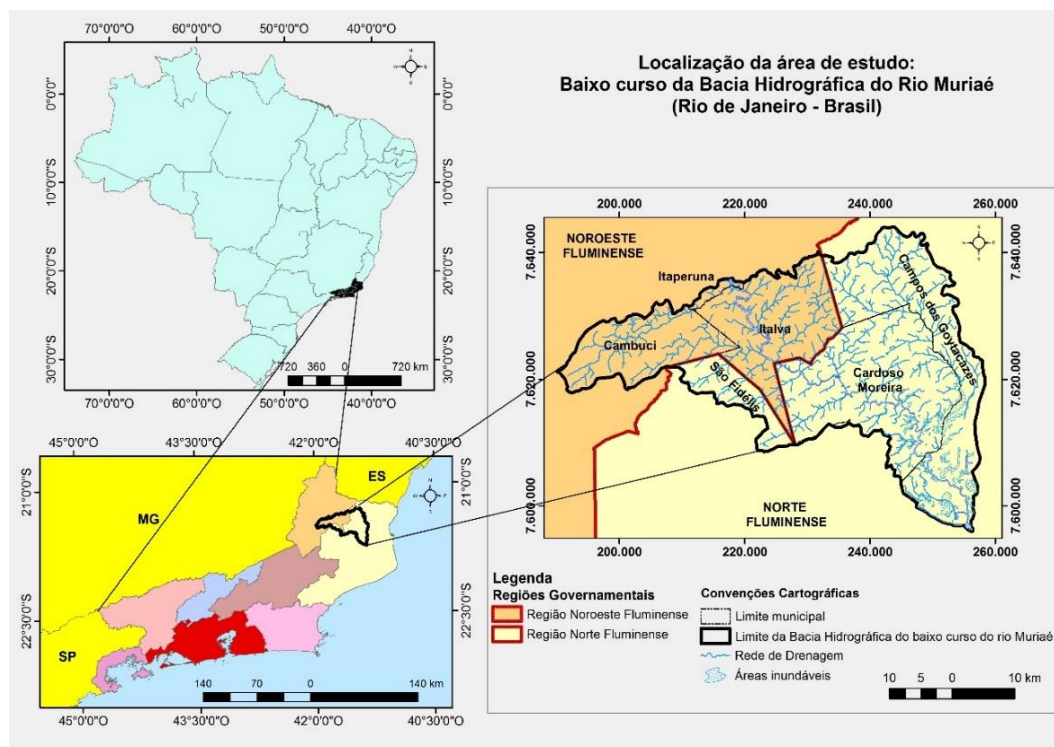 Localização da área de estudo:
Baixo curso da Bacia Hidrográfica do Rio Muriaé
(Rio de Janeiro - Brasil)
70°0'0"O 60°0'0"O 50°0'0"O 40°0'0"O
0°0'0"
10°0'0"S
20°0'0"S
30°0'0"S
0°0'0"
10°0'0"S
20°0'0"S
30°0'0"S
N
W E
S
720 360 0 720 km
70°0'0"O 60°0'0"O 50°0'0"O 40°0'0"O
45°0'0"O 43°30'0"O 42°0'0"O 40°30'0"O
21°0'0"S
22°30'0"S
21°0'0"S
22°30'0"S
ES
MG
SP
140 70 0 140 km
45°0'0"O 43°30'0"O 42°0'0"O 40°30'0"O
200.000 220.000 240.000 260.000
7.640.000
7.620.000
7.600.000
7.640.000
7.620.000
7.600.000
NOROESTE
FLUMINENSE
Itaperuna
Italva
Cambuci
São Fidélis
Cardoso
Moreira
Campos dos Goytacazes
NORTE
FLUMINENSE
200.000 220.000 240.000 260.000
Legenda
Regiões Governamentais
Região Noroeste Fluminense
Região Norte Fluminense
Convenções Cartográficas
Limite municipal
Limite da Bacia Hidrográfica do baixo curso do rio Muriaé
Rede de Drenagem
Áreas inundáveis
10 5 0 10 km